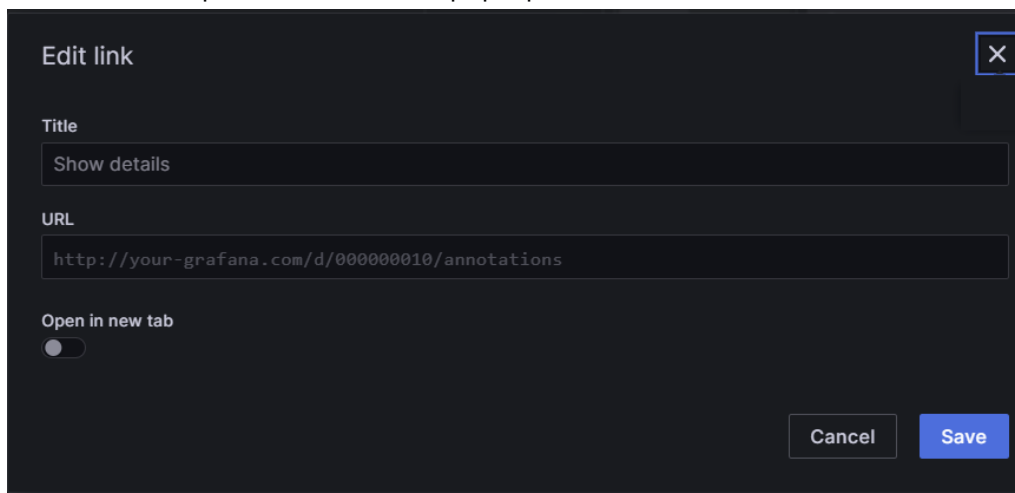 Edit link
Title
Show details
URL
http://your-grafana.com/d/000000010/annotations
Open in new tab
Cancel Save